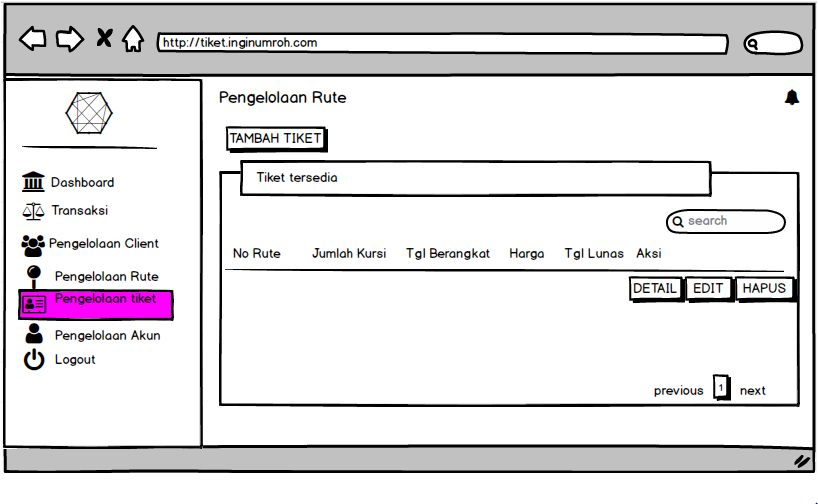 http://tiket.inginumroh.com
Pengelolaan Rute
TAMBAH TIKET
Tiket tersedia
Dashboard
Transaksi
Pengelolaan Client
Pengelolaan Rute
Pengelolaan tiket
Pengelolaan Akun
Logout
search
No Rute Jumlah Kursi Tgl Berangkat Harga Tgl Lunas Aksi
DETAIL EDIT HAPUS
previous 1 next